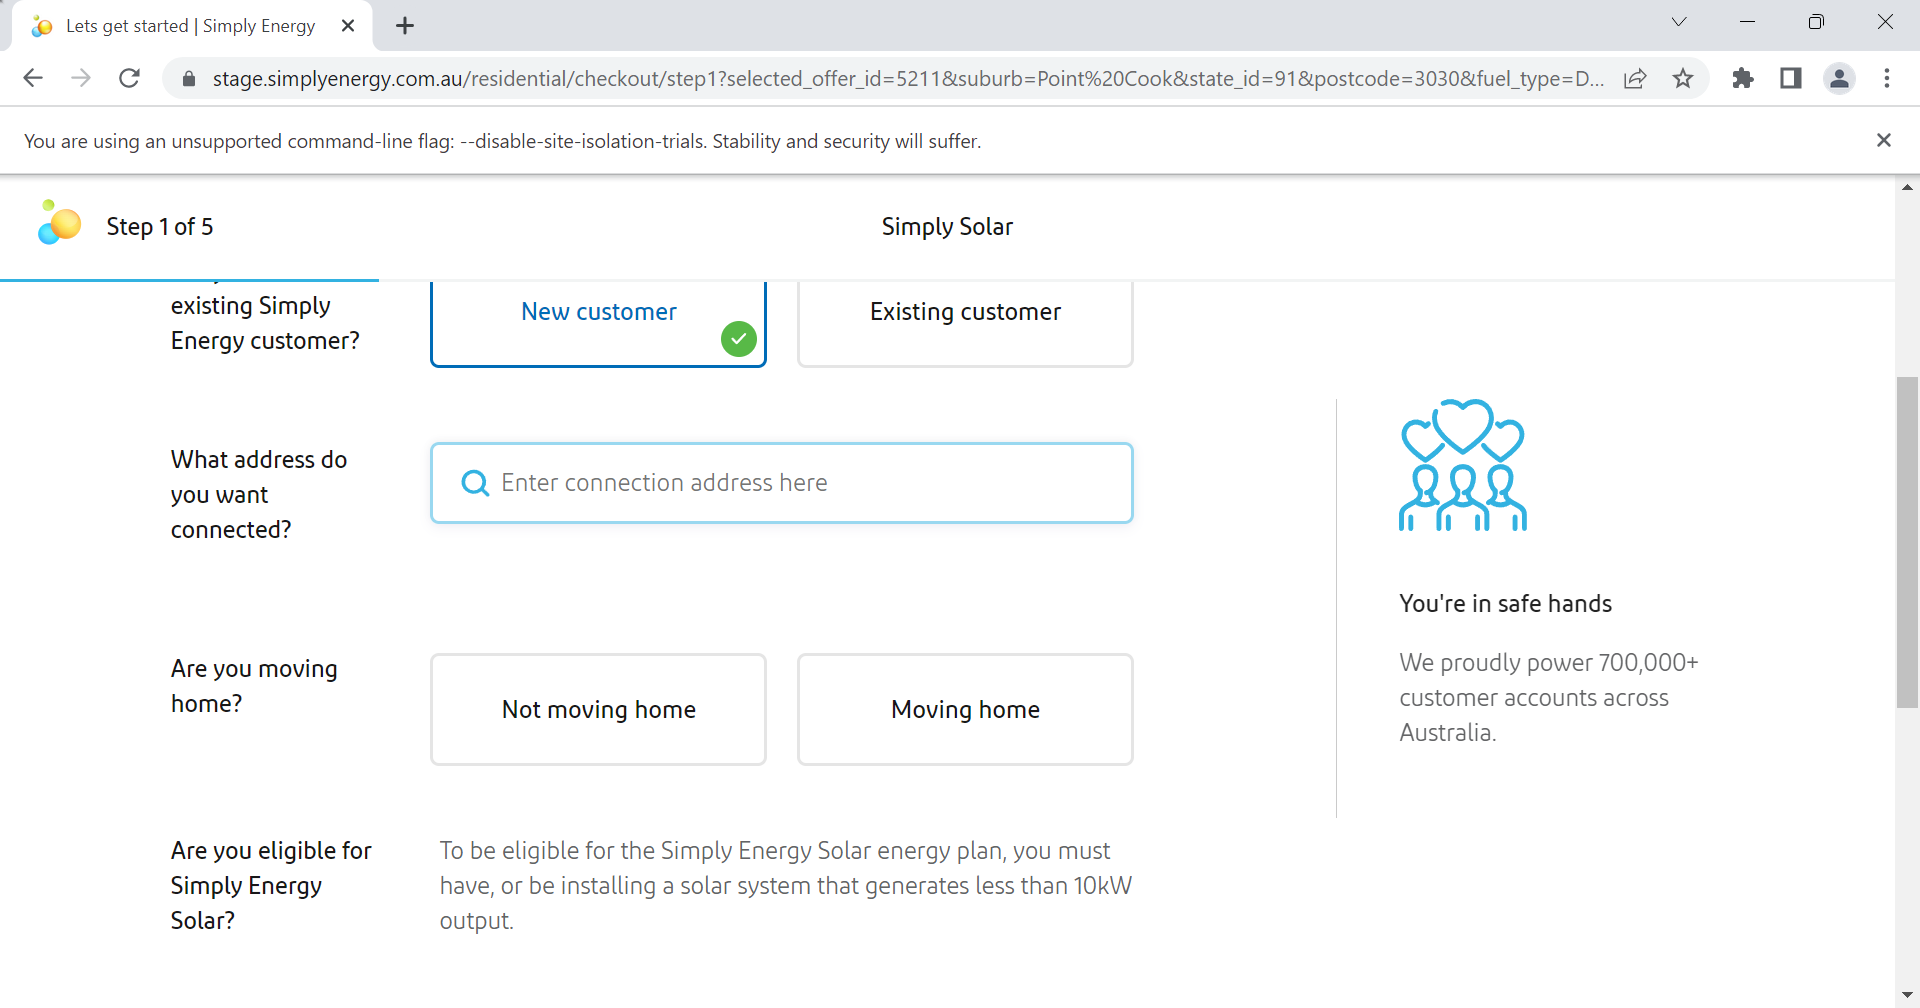 Lets get started | Simply Energy
stage.simplyenergy.com.au/residential/checkout/step1?selected_offer_id=5211&suburb=Point%20Cook&state_id=91&postcode=3030&fuel_type=D...
You are using an unsupported command-line flag: --disable-site-isolation-trials. Stability and security will suffer.
Step 1 of 5
Simply Solar
existing Simply
Energy customer?
New customer
Existing customer
What address do
you want
connected?
Enter connection address here
Are you moving
home?
Not moving home
Moving home
You're in safe hands
We proudly power 700,000+
customer accounts across
Australia.
Are you eligible for
Simply Energy
Solar?
To be eligible for the Simply Energy Solar energy plan, you must
have, or be installing a solar system that generates less than 10kW
output.